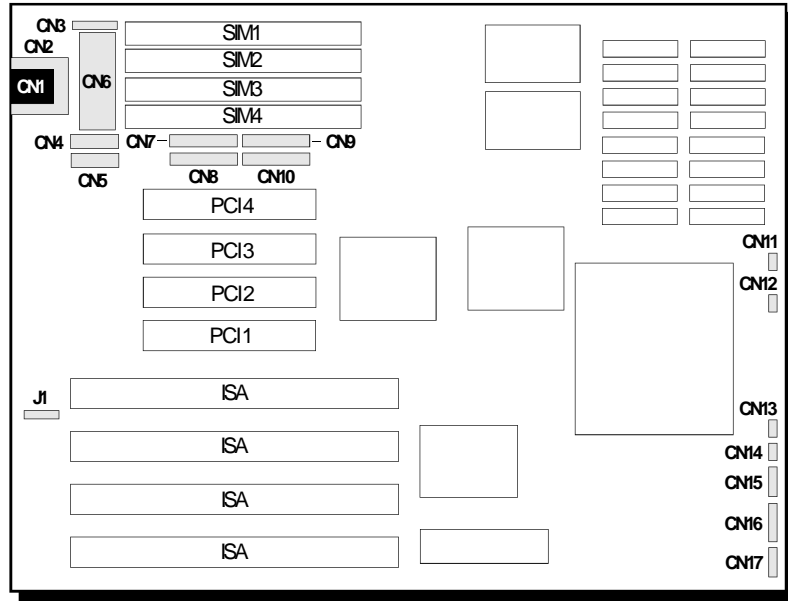 CN3
SIM1
CN2
SIM2
CN1
CN6
SIM3
SIM4
CN4
CN7
CN9
CN5
CN8
CN10
PCI4
CN11
PCI3
CN12
PCI2
PCI1
ISA
J1
CN13
ISA
CN14
CN15
ISA
CN16
ISA
CN17